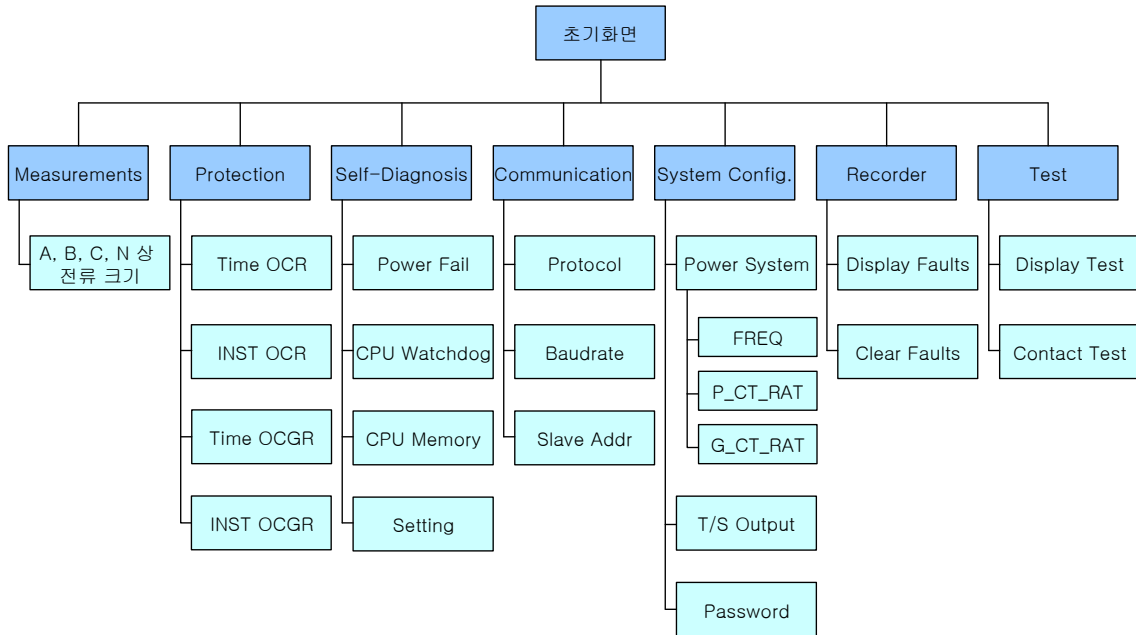 초기화면
Measurements
Protection
Self-Diagnosis
Communication
System Config.
Recorder
Test
A, B, C, N 상
전류 크기
Time OCR
INST OCR
Time OCGR
INST OCGR
Power Fail
CPU Watchdog
CPU Memory
Setting
Protocol
Baudrate
Slave Addr
Power System
FREQ
P_CT_RAT
G_CT_RAT
T/S Output
Password
Display Faults
Clear Faults
Display Test
Contact Test